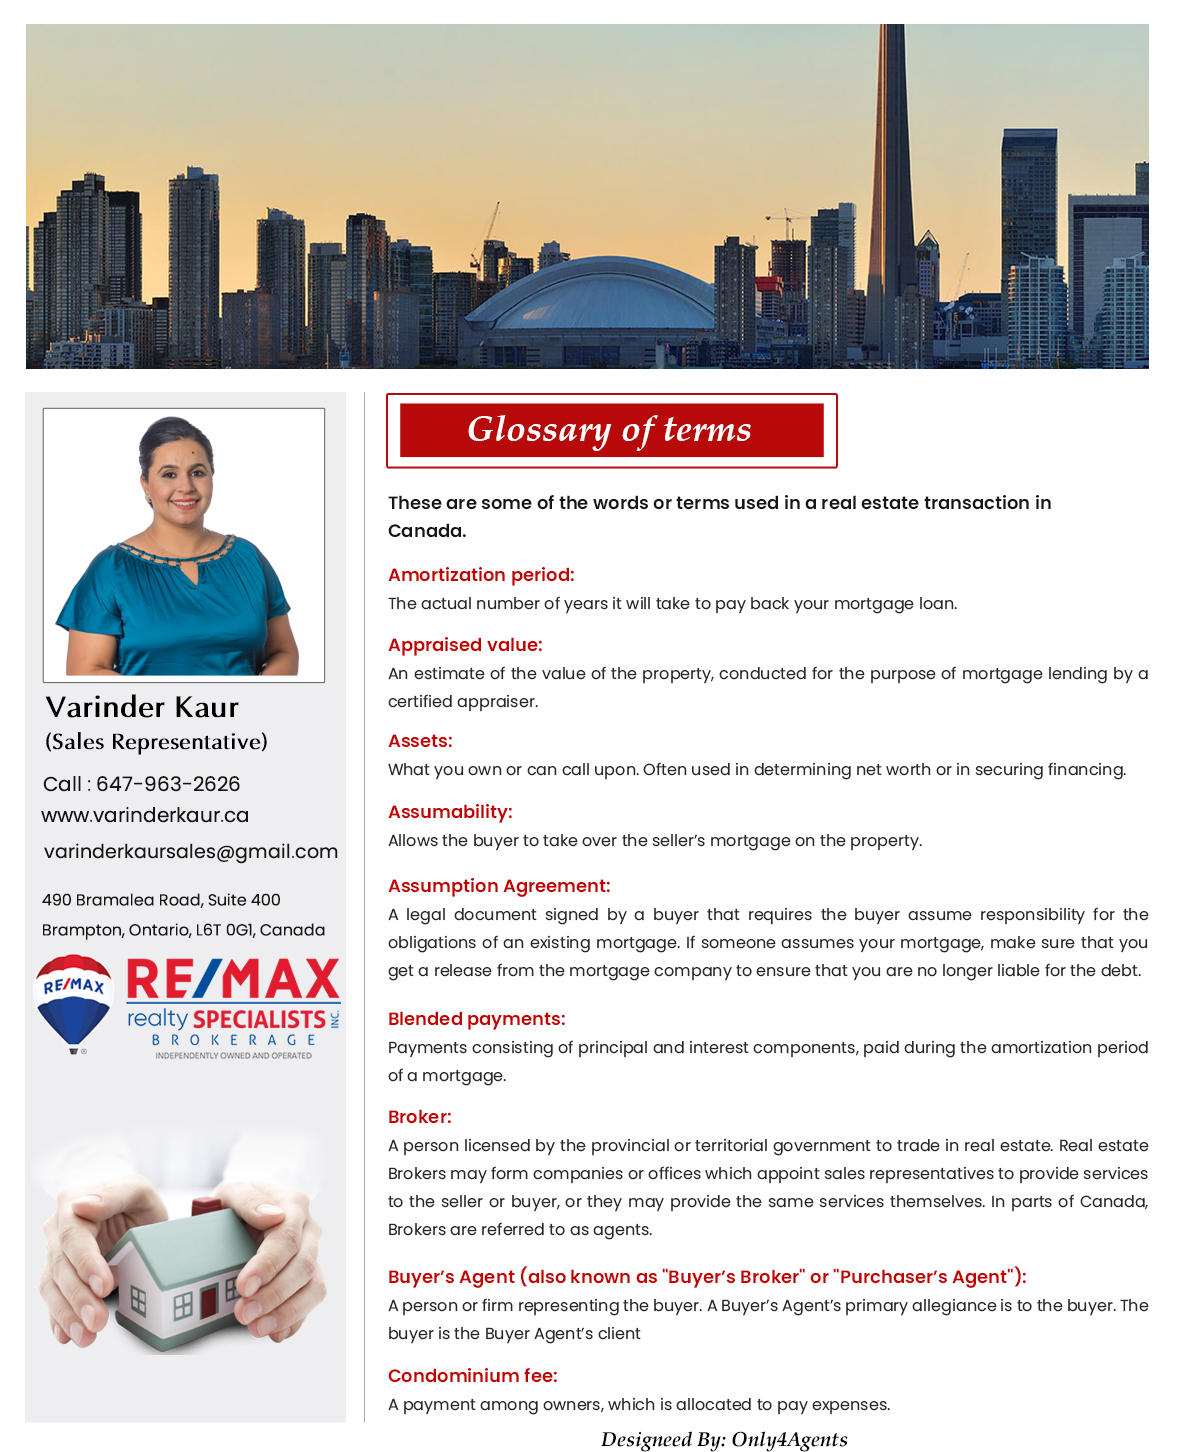 Glossary of terms
These are some of the words or terms used in a real estate transaction in
Canada.
Amortization period:
The actual number of years it will take to pay back your mortgage loan.
Appraised value:
An estimate of the value of the property, conducted for the purpose of mortgage lending by a
certified appraiser.
Assets:
What you own or can call upon. Often used in determining net worth or in securing financing.
Assumability:
Allows the buyer to take over the seller’s mortgage on the property.
Assumption Agreement:
A legal document signed by a buyer that requires the buyer assume responsibility for the
obligations of an existing mortgage. If someone assumes your mortgage, make sure that you
get a release from the mortgage company to ensure that you are no longer liable for the debt.
Blended payments:
Payments consisting of principal and interest components, paid during the amortization period
of a mortgage.
Broker:
A person licensed by the provincial or territorial government to trade in real estate. Real estate
Brokers may form companies or offices which appoint sales representatives to provide services
to the seller or buyer, or they may provide the same services themselves. In parts of Canada,
Brokers are referred to as agents.
Buyer’s Agent (also known as "Buyer’s Broker" or "Purchaser’s Agent"):
A person or firm representing the buyer. A Buyer’s Agent’s primary allegiance is to the buyer. The
buyer is the Buyer Agent’s client
Condominium fee:
A payment among owners, which is allocated to pay expenses.
Varinder Kaur
(Sales Representative)
Call : 647-963-2626
www.varinderkaur.ca
varinderkaursales@gmail.com
490 Bramalea Road, Suite 400
Brampton, Ontario, L6T 0G1, Canada
RE/MAX
®
RE/MAX
realty SPECIALISTS INC.
BROKERAGE
INDEPENDENTLY OWNED AND OPERATED
Designeed By: Only4Agents